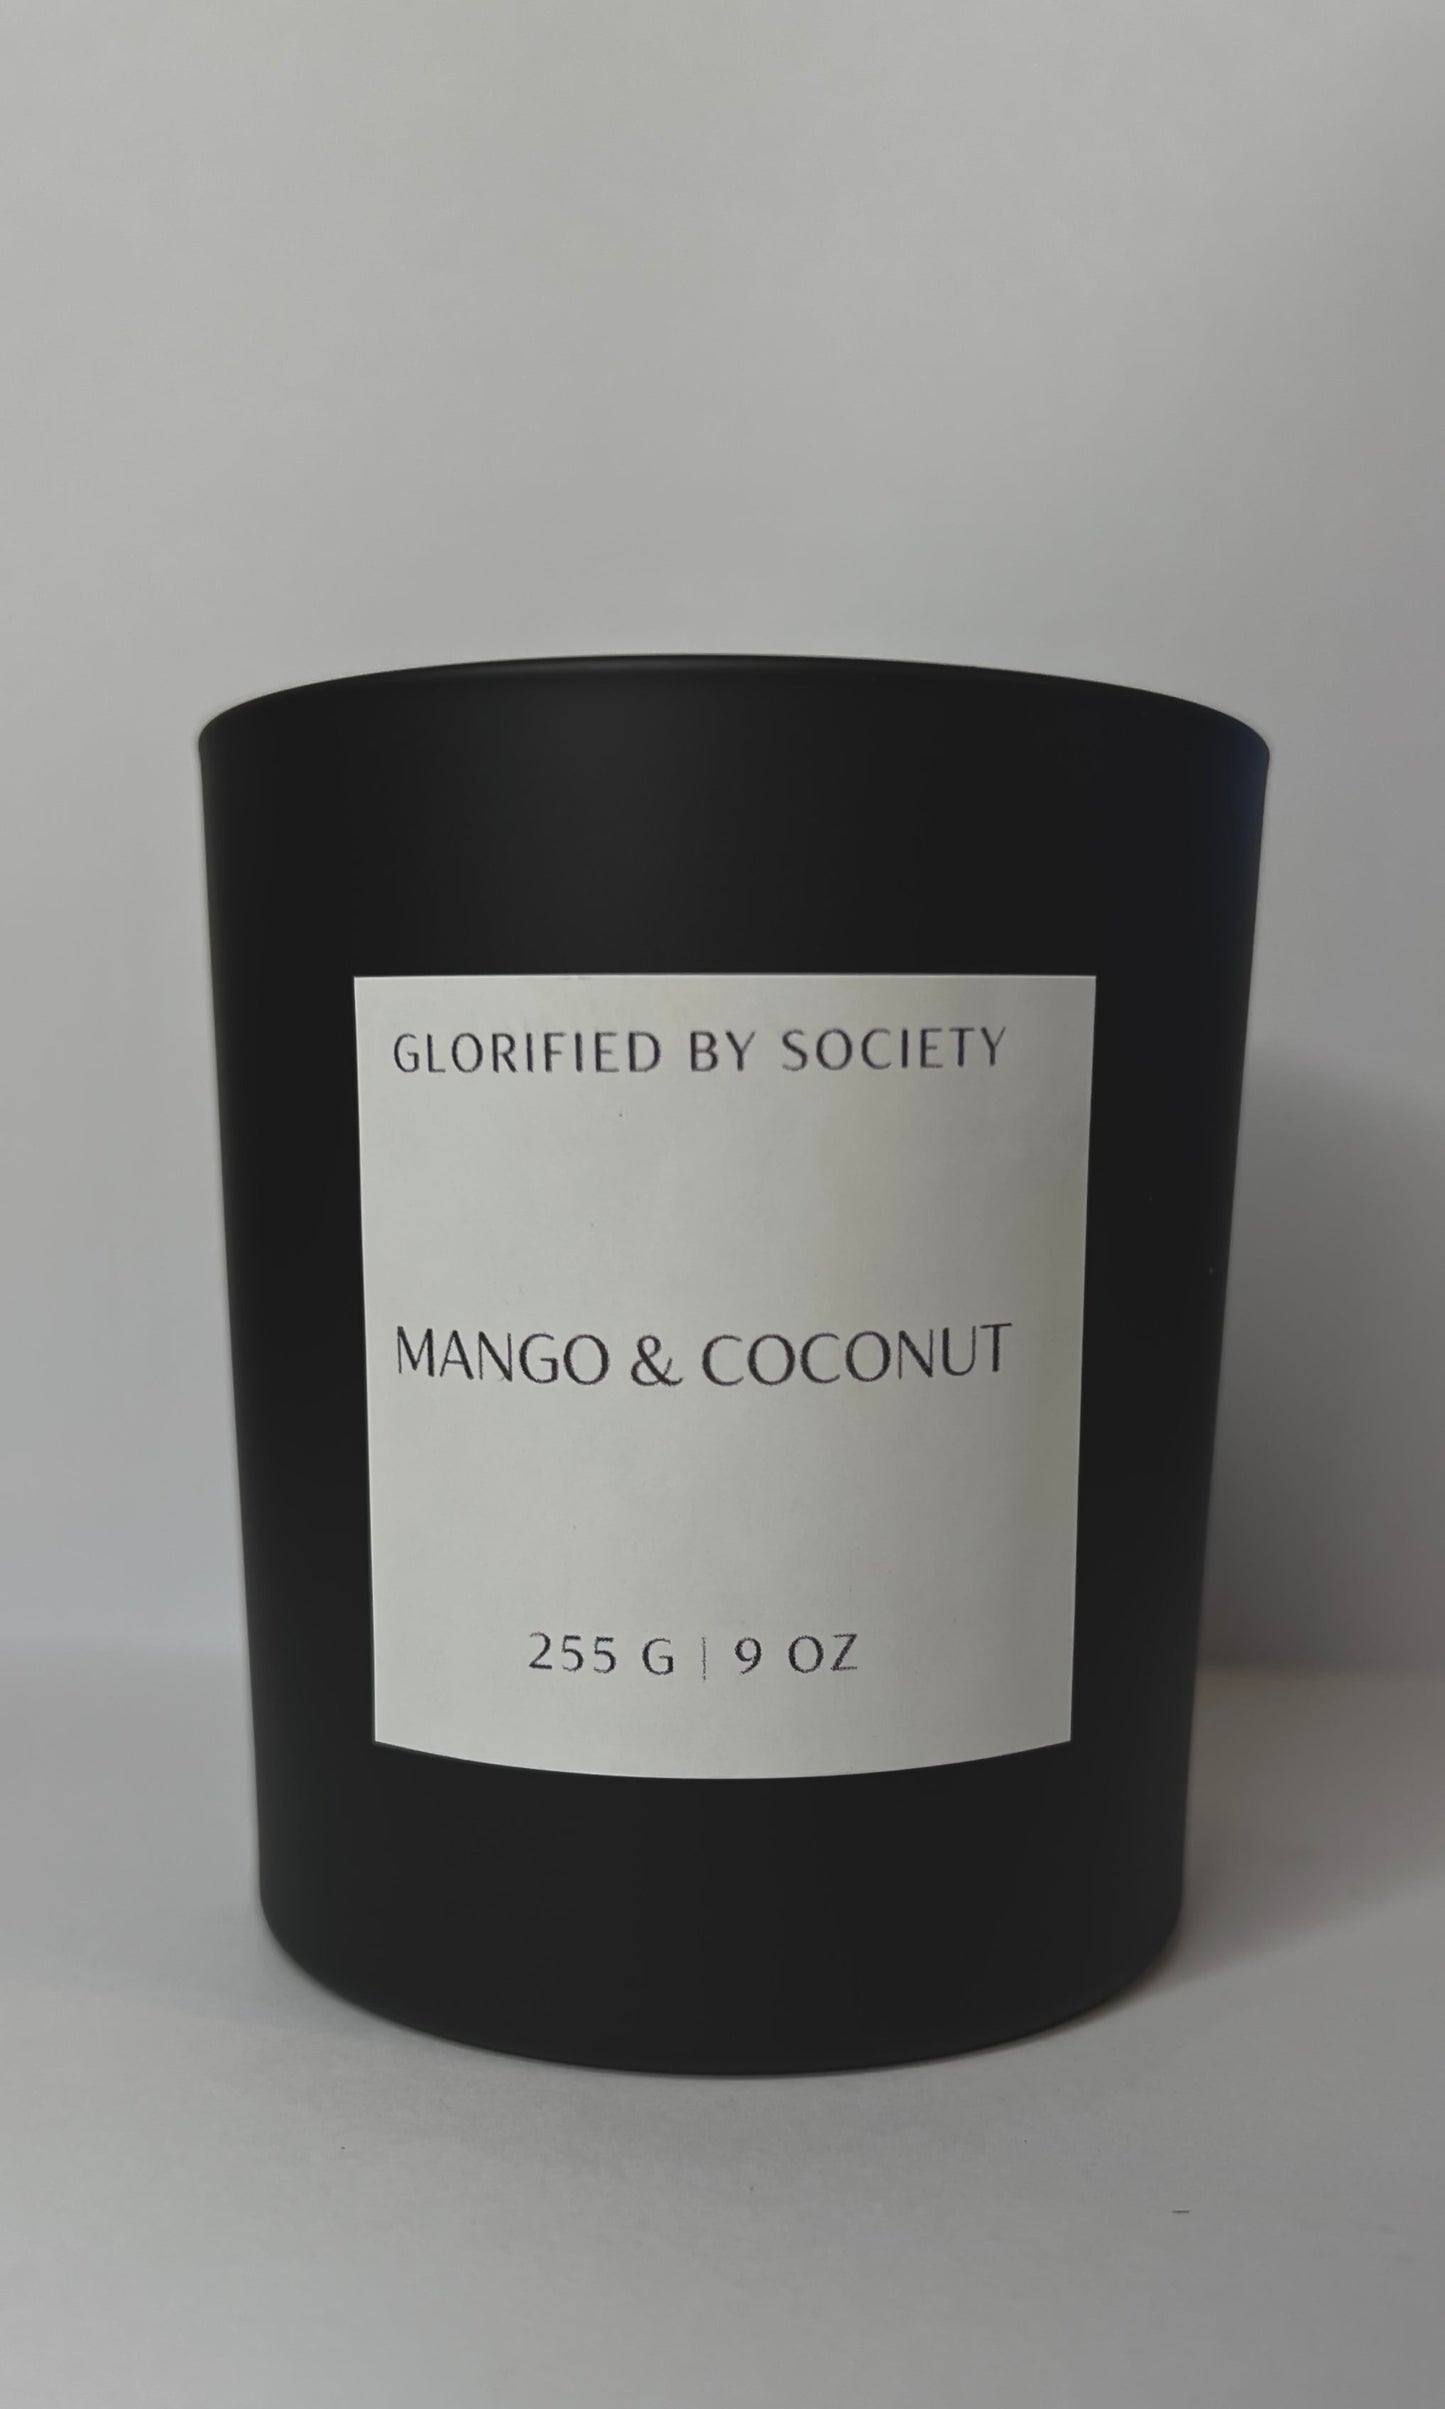 GLORIFIED BY SOCIETY
MANGO & COCONUT
255 G | 9 OZ